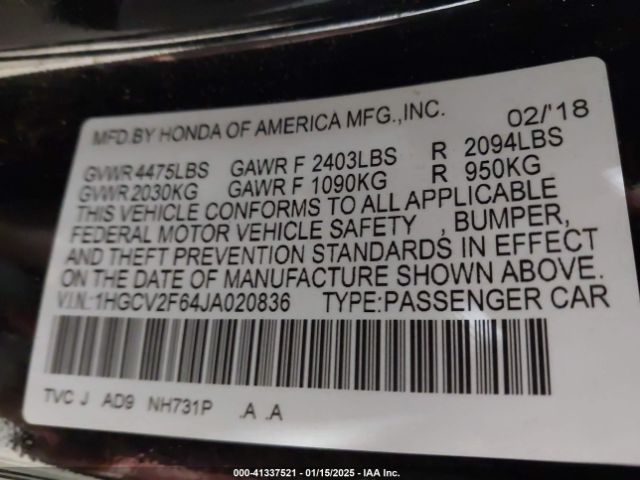 MFD.BY HONDA OF AMERICA MFG.,INC. 02/'18
GVWR 4475LBS GAWR F 2403LBS R 2094LBS
GVWR 2030KG GAWR F 1090KG R 950KG
THIS VEHICLE CONFORMS TO ALL APPLICABLE
FEDERAL MOTOR VEHICLE SAFETY , BUMPER,
AND THEFT PREVENTION STANDARDS IN EFFECT
ON THE DATE OF MANUFACTURE SHOWN ABOVE.
V.I.N.:1HGCV2F64JA020836 TYPE:PASSENGER CAR
TVC J AD9 NH731P .A .A
000-41337521 - 01/15/2025 - IAA Inc.